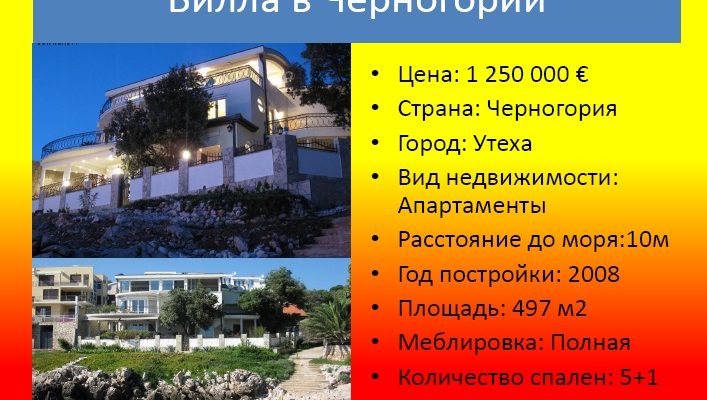 Вилла в Черногории
Цена: 1 250 000 €
Страна: Черногория
Город: Утеха
Вид недвижимости:
Апартаменты
Расстояние до моря:10м
Год постройки: 2008
Площадь: 497 м2
Меблировка: Полная
Количество спален: 5+1